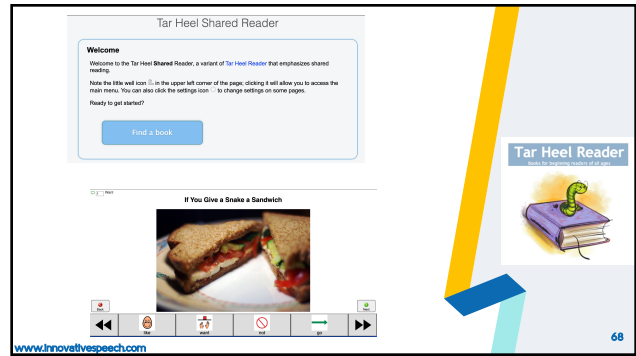 Tar Heel Shared Reader
Welcome
Welcome to the Tar Heel Shared Reader, a variant of Tar Heel Reader that emphasizes shared
reading.
Note the little well icon in the upper left corner of the page; clicking it will allow you to access the
main menu. You can also click the settings icon to change settings on some pages.
Ready to get started?
Find a book
If You Give a Snake a Sandwich
Back
Next
like
want
not
go
Tar Heel Reader
Books for beginning readers of all ages
www.innovativespeech.com
68